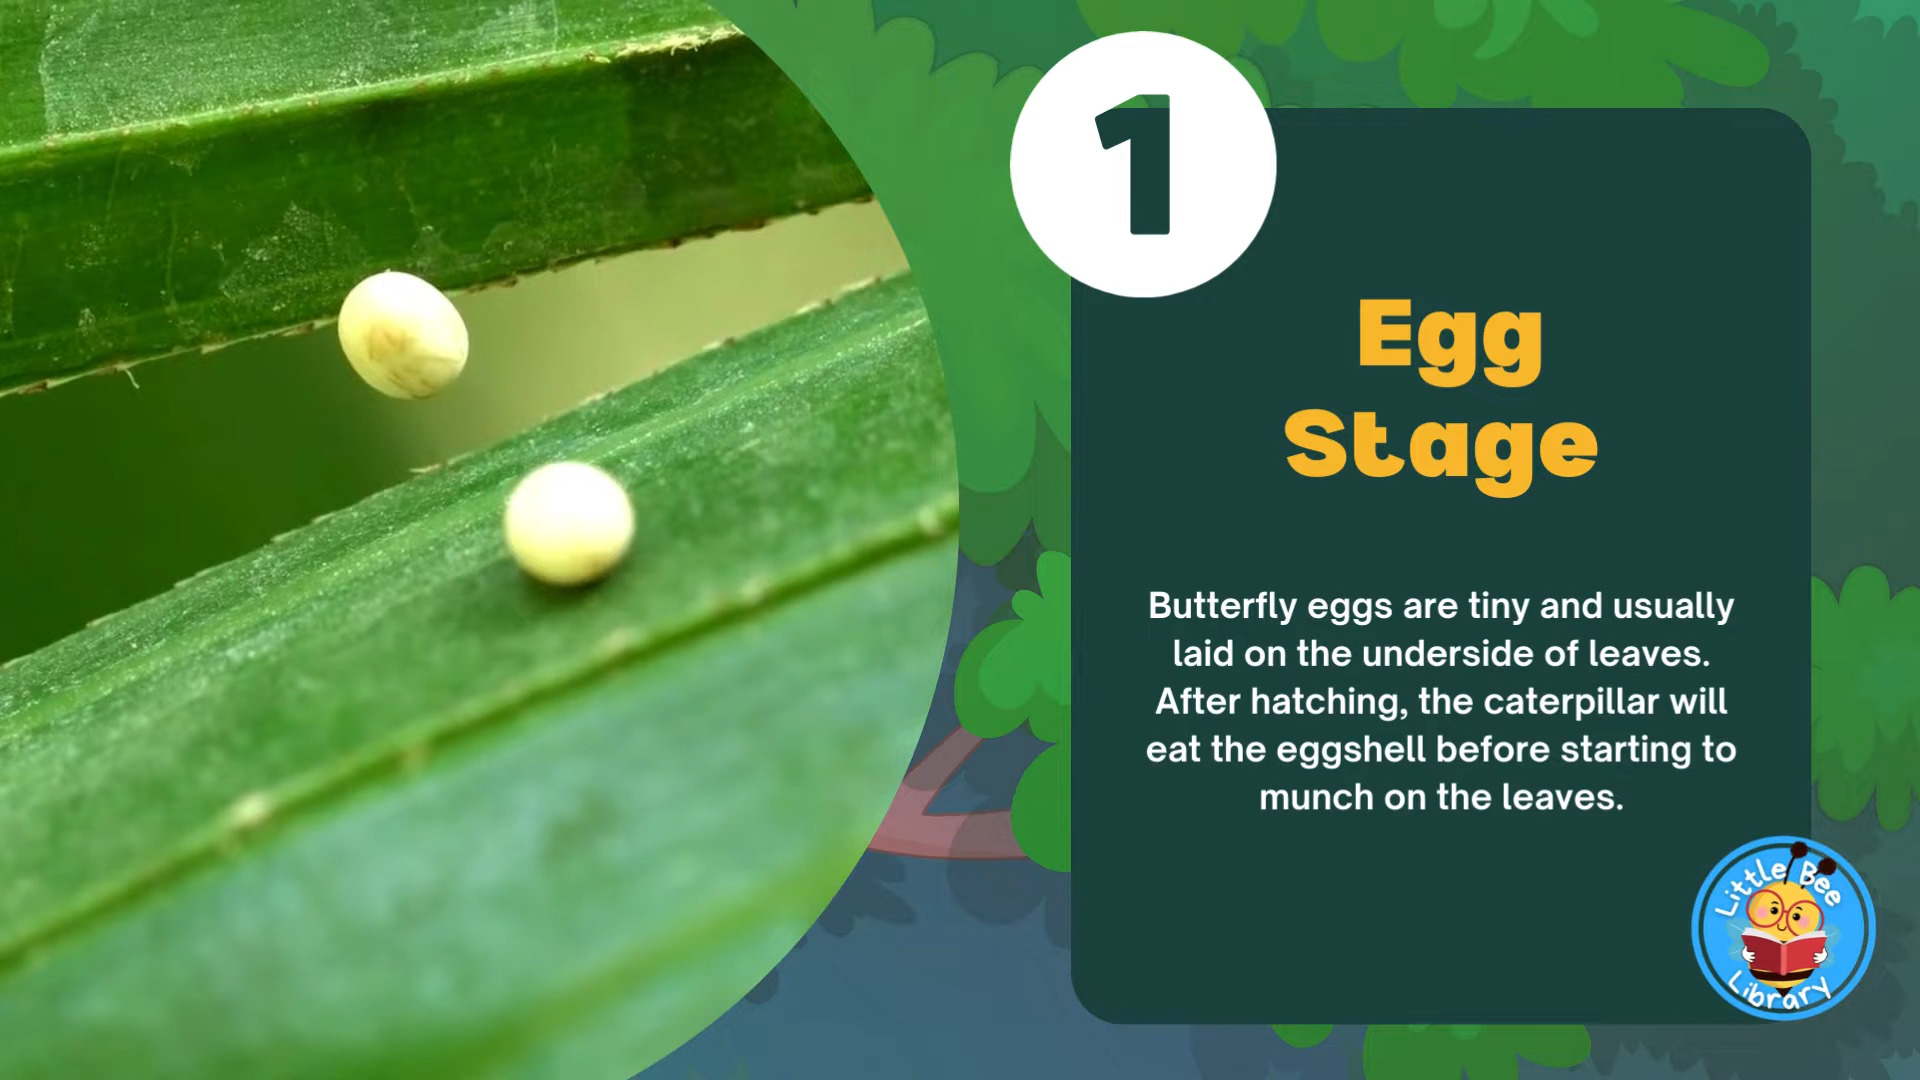 1
Egg
Stage
Butterfly eggs are tiny and usually
laid on the underside of leaves.
After hatching, the caterpillar will
eat the eggshell before starting to
munch on the leaves.
Little Bee
Library